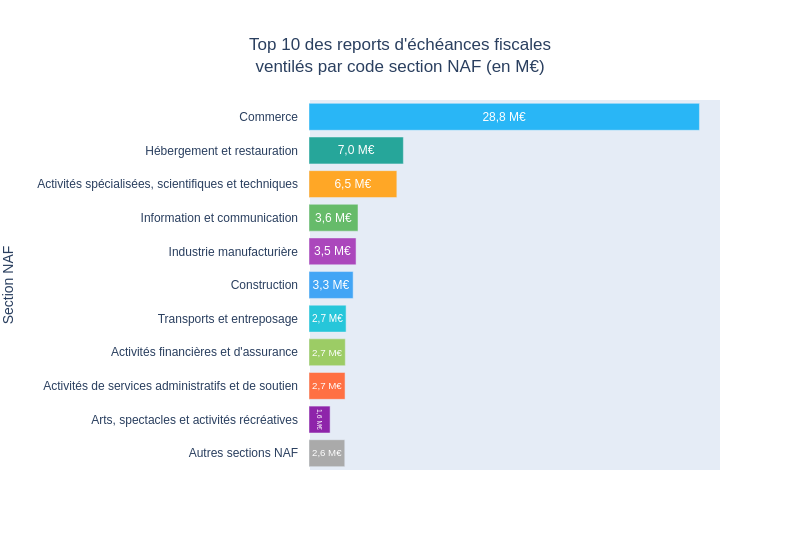 Top 10 des reports d'échéances fiscales
ventilés par code section NAF (en M€)
Section NAF
Commerce 28,8 M€
Hébergement et restauration 7,0 M€
Activités spécialisées, scientifiques et techniques 6,5 M€
Information et communication 3,6 M€
Industrie manufacturière 3,5 M€
Construction 3,3 M€
Transports et entreposage 2,7 M€
Activités financières et d'assurance 2,7 M€
Activités de services administratifs et de soutien 2,7 M€
Arts, spectacles et activités récréatives 1,6 M€
Autres sections NAF 2,6 M€